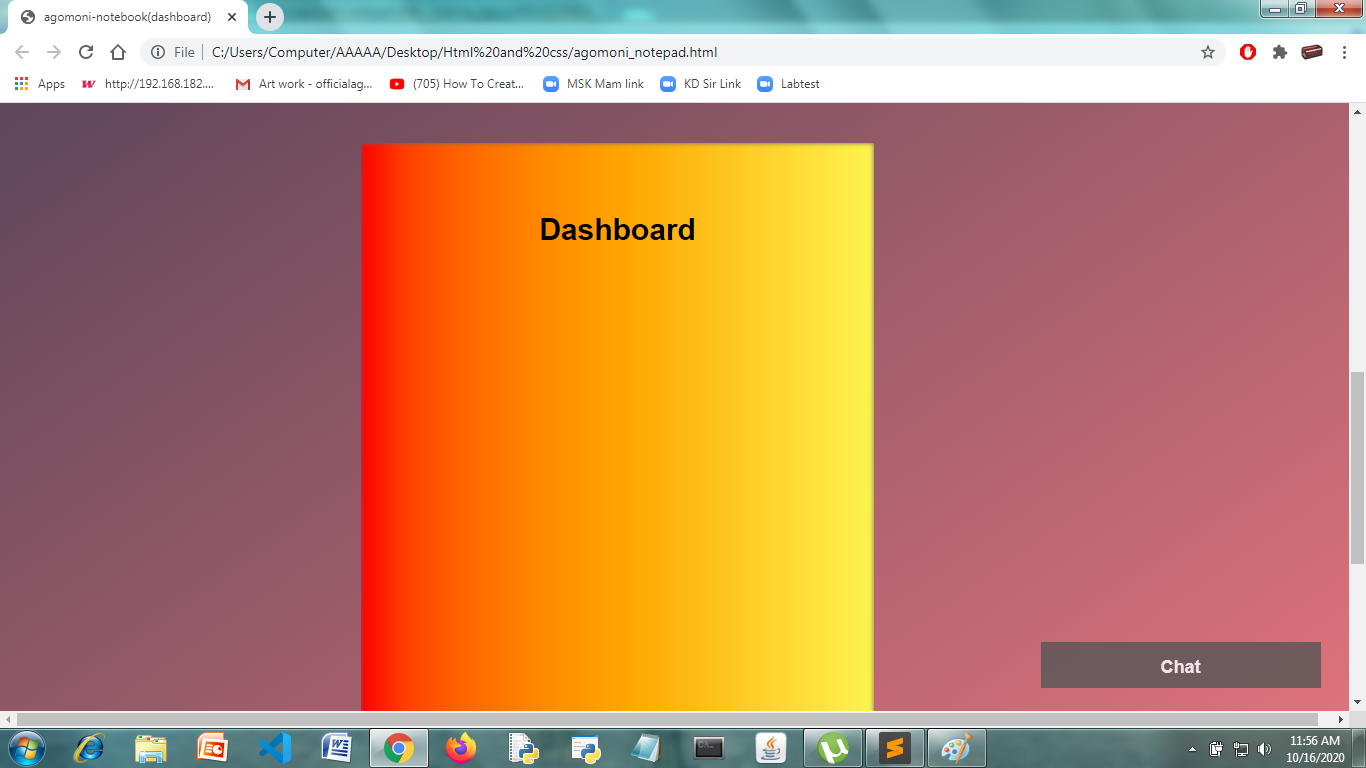 agomoni-notebook(dashboard)
File C:/Users/Computer/AAAAA/Desktop/Html%20and%20css/agomoni_notepad.html
Apps http://192.168.182.... Art work - officialag... (705) How To Creat... MSK Mam link KD Sir Link Labtest
Dashboard
Chat
11:56 AM
10/16/2020